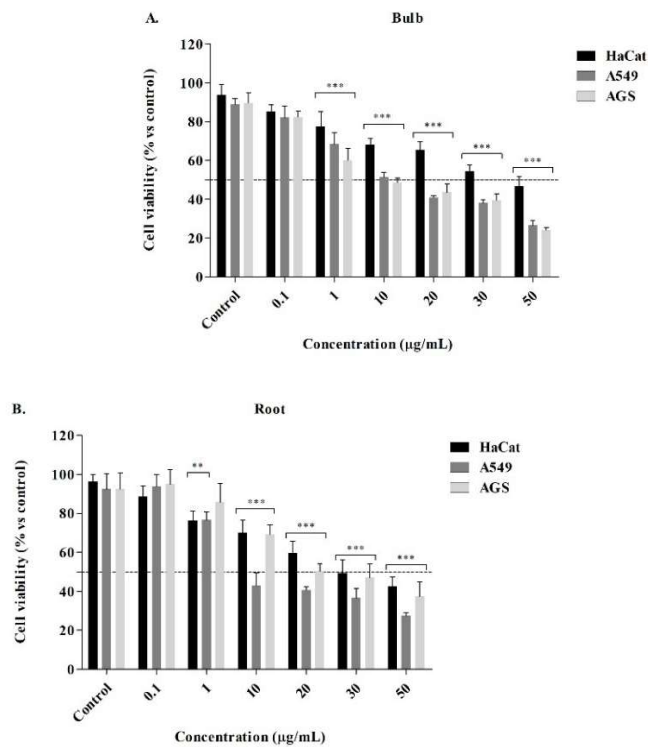 A.
Bulb
120
100
80
60
40
20
0
Cell viability (% vs control)
***
***
***
***
***
HaCat
A549
AGS
Control
0.1
1
10
20
30
50
Concentration (µg/mL)
B.
Root
120
100
80
60
40
20
0
Cell viability (% vs control)
**
***
***
***
***
HaCat
A549
AGS
Control
0.1
1
10
20
30
50
Concentration (µg/mL)